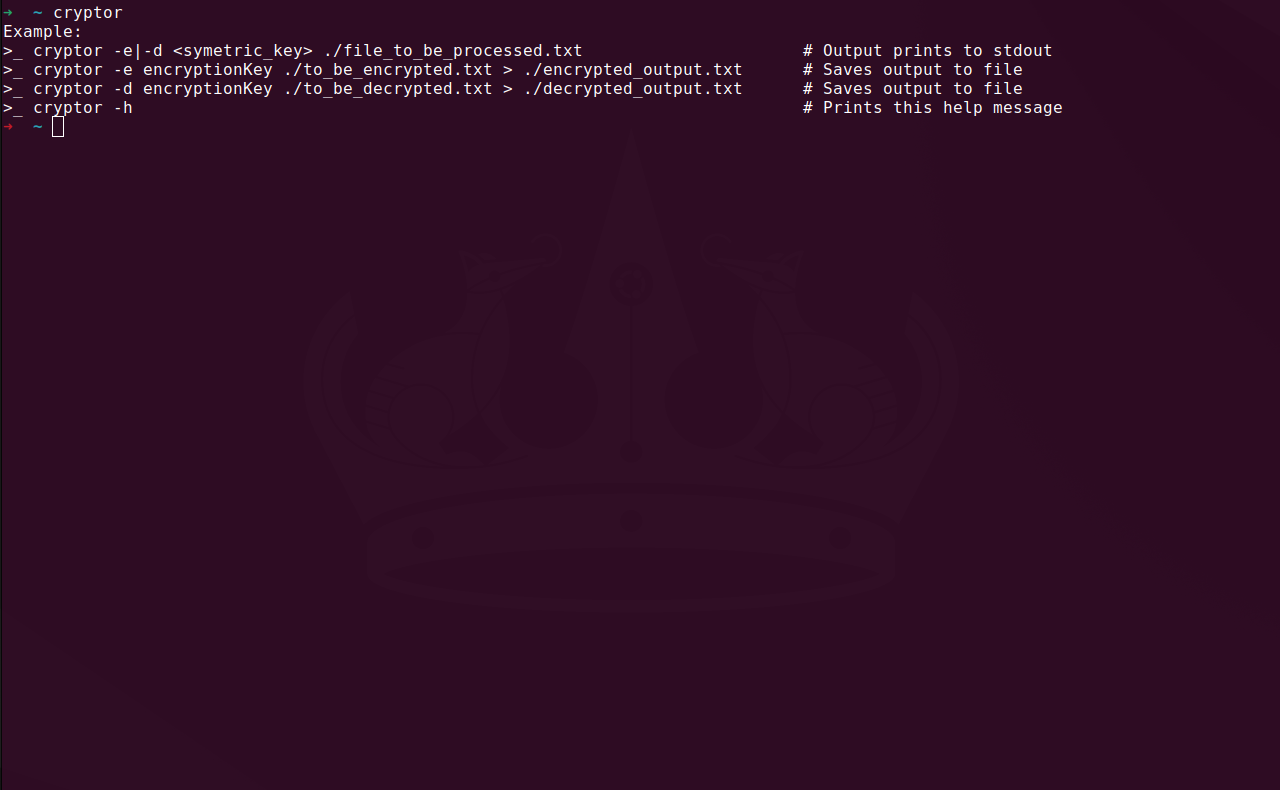 ➜  ~ cryptor
Example:
>_ cryptor -e|-d <symetric_key> ./file_to_be_processed.txt                      # Output prints to stdout
>_ cryptor -e encryptionKey ./to_be_encrypted.txt > ./encrypted_output.txt      # Saves output to file
>_ cryptor -d encryptionKey ./to_be_decrypted.txt > ./decrypted_output.txt      # Saves output to file
>_ cryptor -h                                                                   # Prints this help message
➜  ~